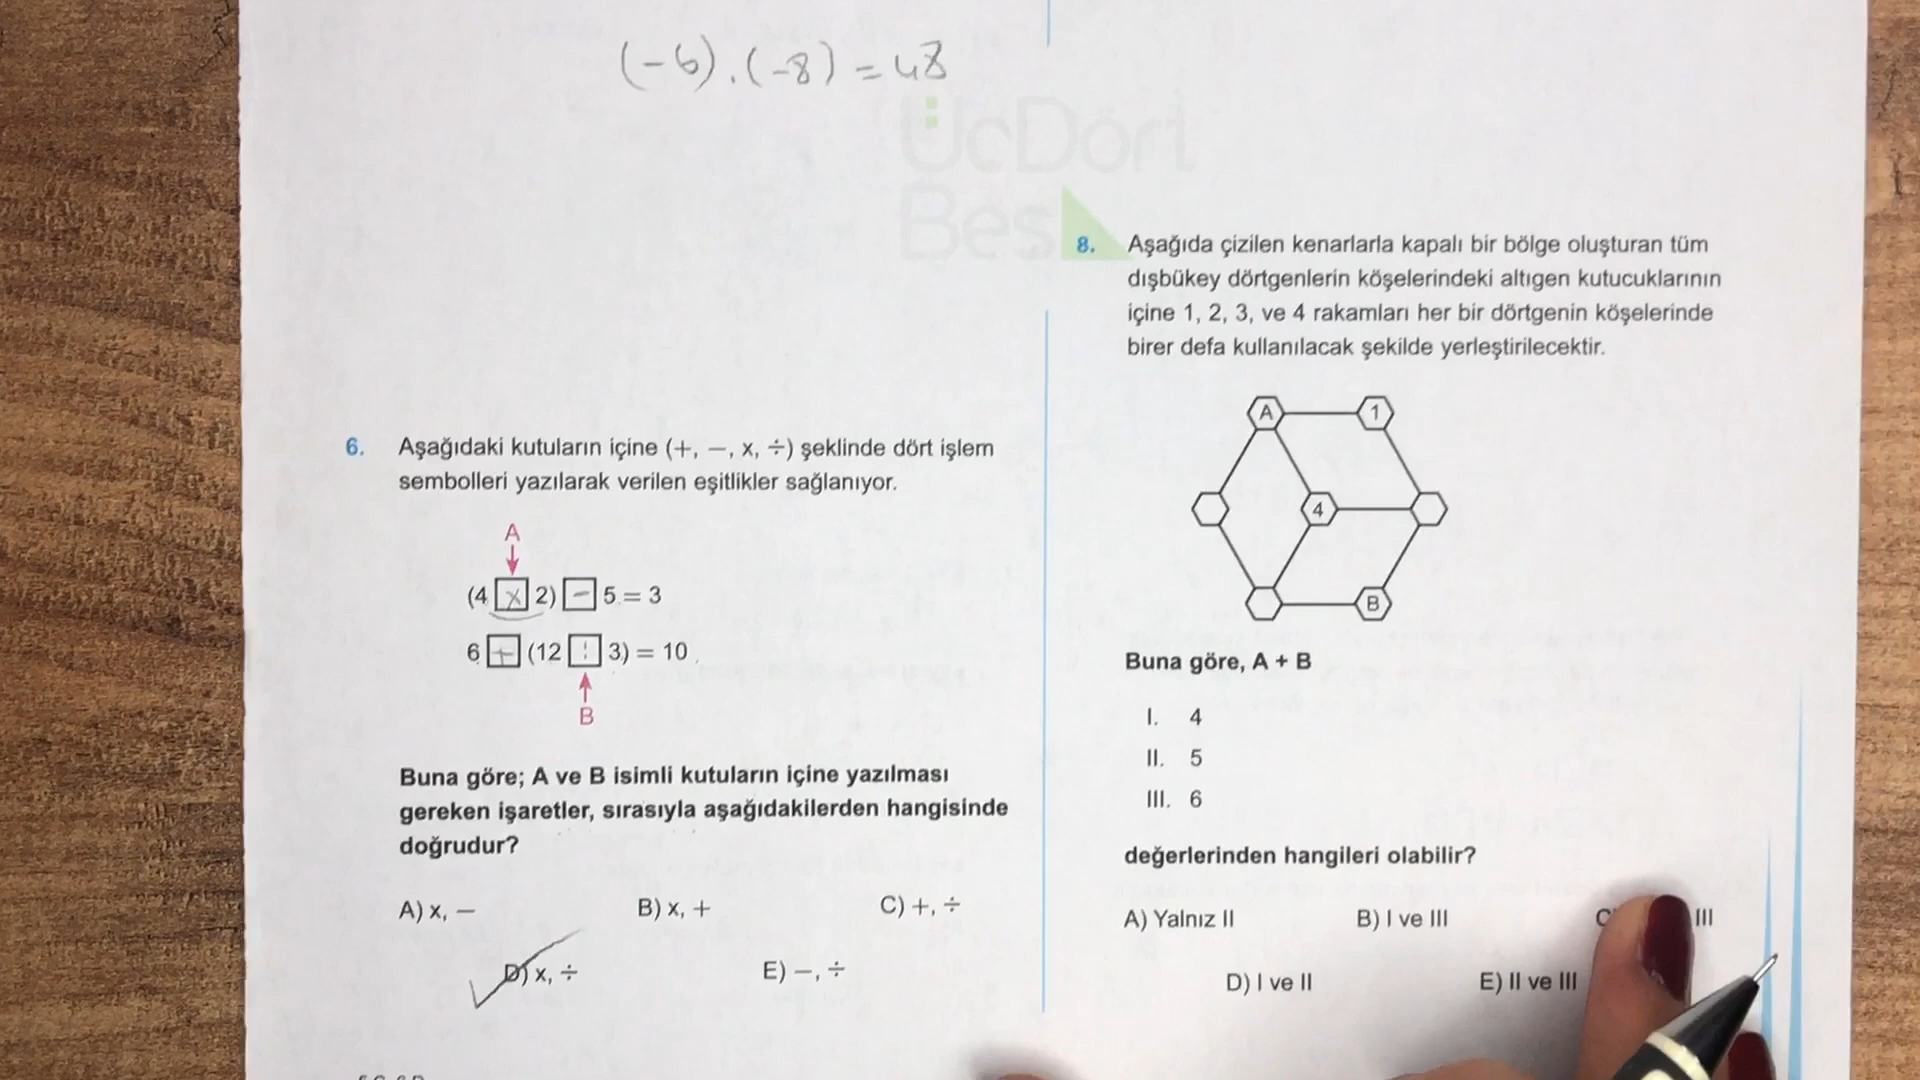 (-6).(-8) = 48
ÜçDört
Beş
6. Aşağıdaki kutuların içine (+, −, x, ÷) şeklinde dört işlem
sembolleri yazılarak verilen eşitlikler sağlanıyor.
A
(4 x 2) − 5 = 3
6 + (12 ÷ 3) = 10
B
Buna göre; A ve B isimli kutuların içine yazılması
gereken işaretler, sırasıyla aşağıdakilerden hangisinde
doğrudur?
A) x, −
B) x, +
C) +, ÷
D) x, ÷
E) −, ÷
8. Aşağıda çizilen kenarlarla kapalı bir bölge oluşturan tüm
dışbükey dörtgenlerin köşelerindeki altıgen kutucuklarının
içine 1, 2, 3, ve 4 rakamları her bir dörtgenin köşelerinde
birer defa kullanılacak şekilde yerleştirilecektir.
A 1
4
B
Buna göre, A + B
I. 4
II. 5
III. 6
değerlerinden hangileri olabilir?
A) Yalnız II
B) I ve III
III
D) I ve II
E) II ve III